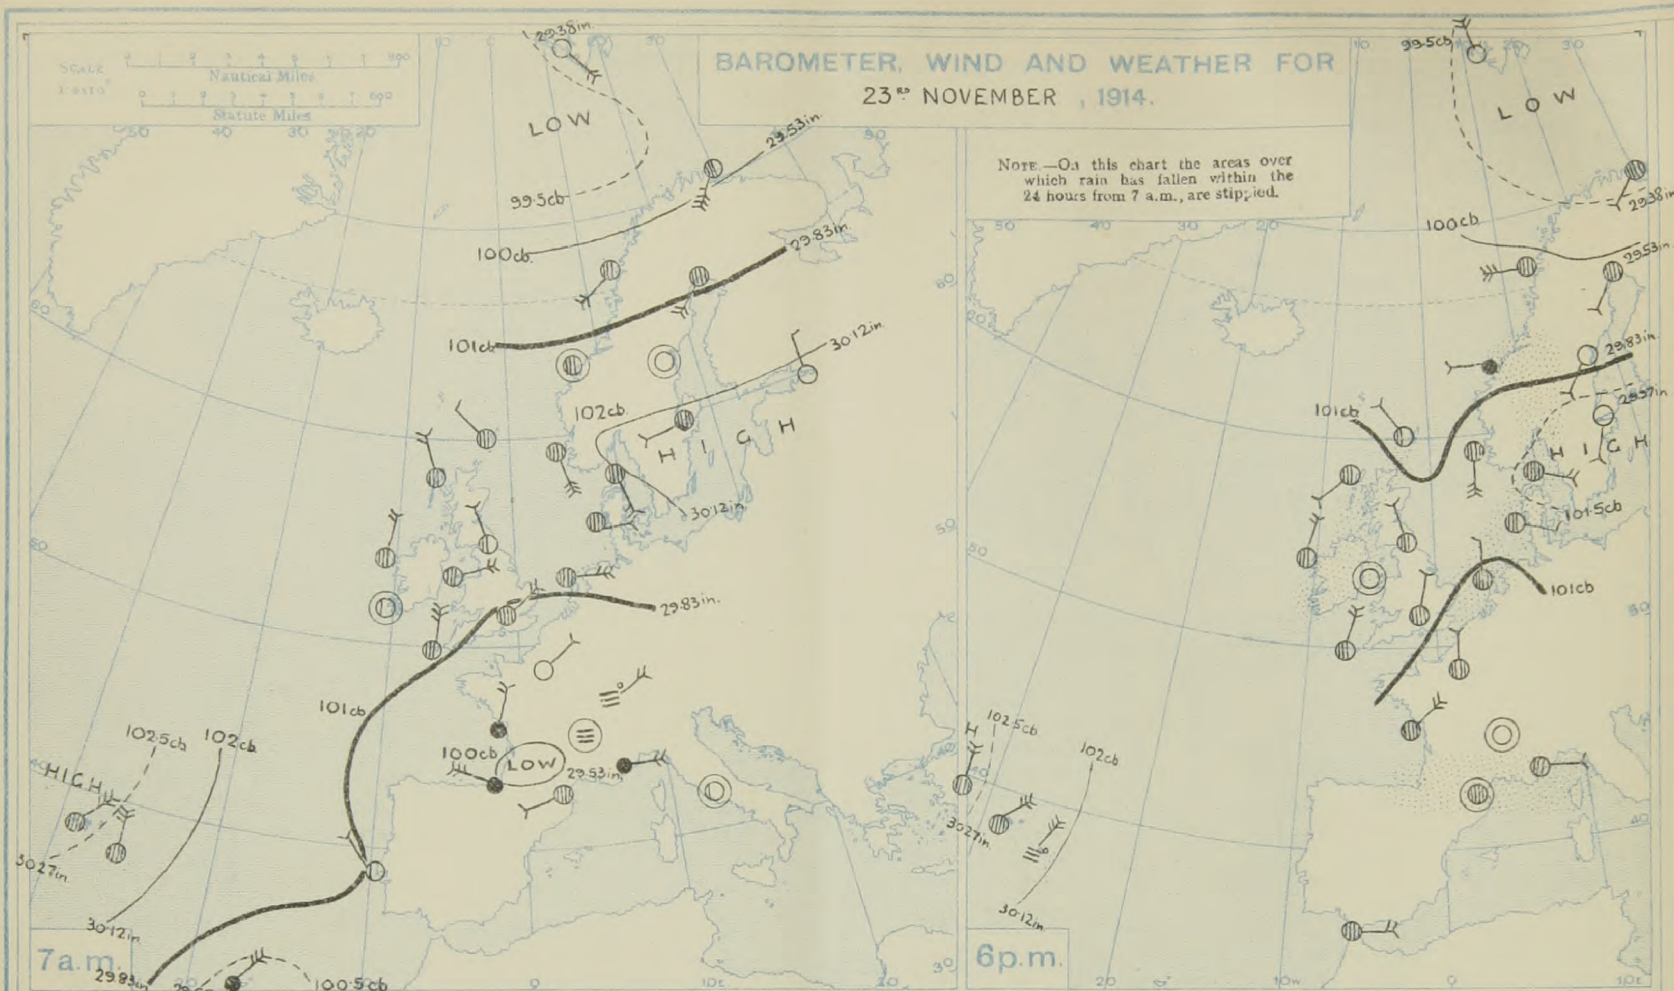 BAROMETER, WIND AND WEATHER FOR
23RD NOVEMBER , 1914.
NOTE.—On this chart the areas over
which rain has fallen within the
24 hours from 7 a.m., are stippled.
SCALE
Nautical Miles
Statute Miles
29.38in.
LOW
99.5cb
29.53in.
100cb.
29.83in.
101cb
30.12in.
102cb.
HIGH
30.12in.
29.83in.
101cb
100cb
LOW
29.53in.
102.5cb
102cb
HIGH
30.27in.
30.12in.
29.83in.
100.5cb
7a.m.
99.5cb
LOW
29.38in.
100cb
29.53in.
29.83in.
101cb
29.97in.
HIGH
101.5cb
101cb
H
102.5cb
102cb
30.27in.
30.12in.
6p.m.